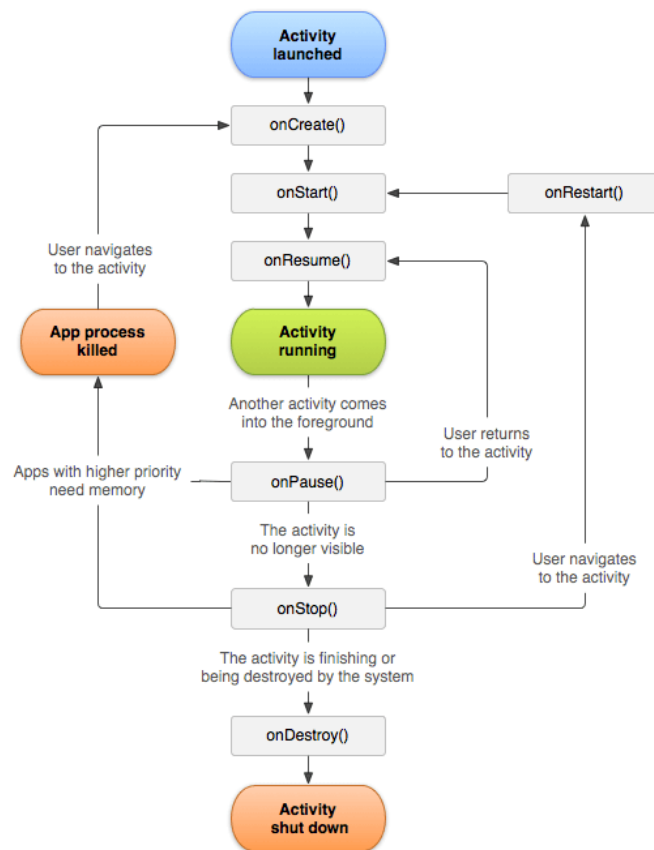 Activity
launched
onCreate()
onStart()
onRestart()
User navigates
to the activity
onResume()
App process
killed
Activity
running
Another activity comes
into the foreground
User returns
to the activity
Apps with higher priority
need memory
onPause()
The activity is
no longer visible
User navigates
to the activity
onStop()
The activity is finishing or
being destroyed by the system
onDestroy()
Activity
shut down